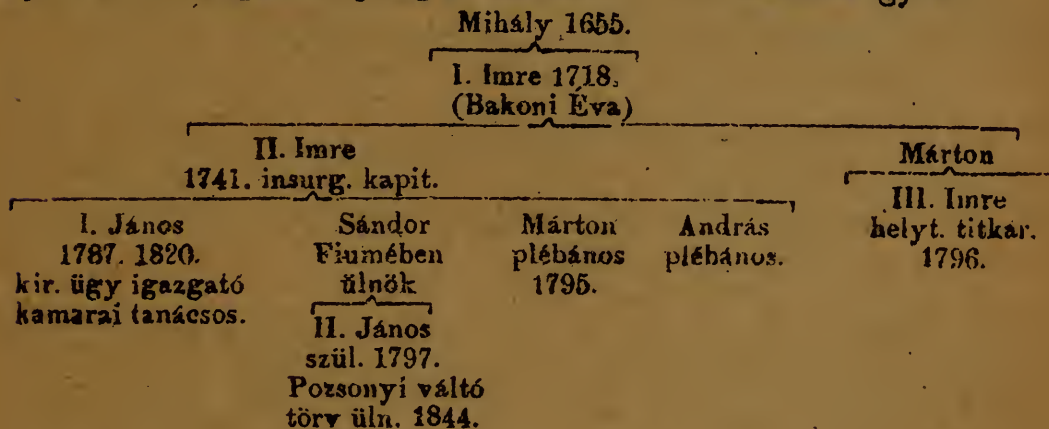 Mihály 1655.
I. Imre 1718.
(Bakoni Éva)
II. Imre
1741. insurg. kapit.
Márton
I. János
1787. 1820.
kir. ügy igazgató
kamarai tanácsos.
Sándor
Fiumében
ülnök
Márton
plébános
1795.
András
plébános.
III. Imre
helyt. titkár.
1796.
II. János
szül. 1797.
Pozsonyi váltó
törv üln. 1844.